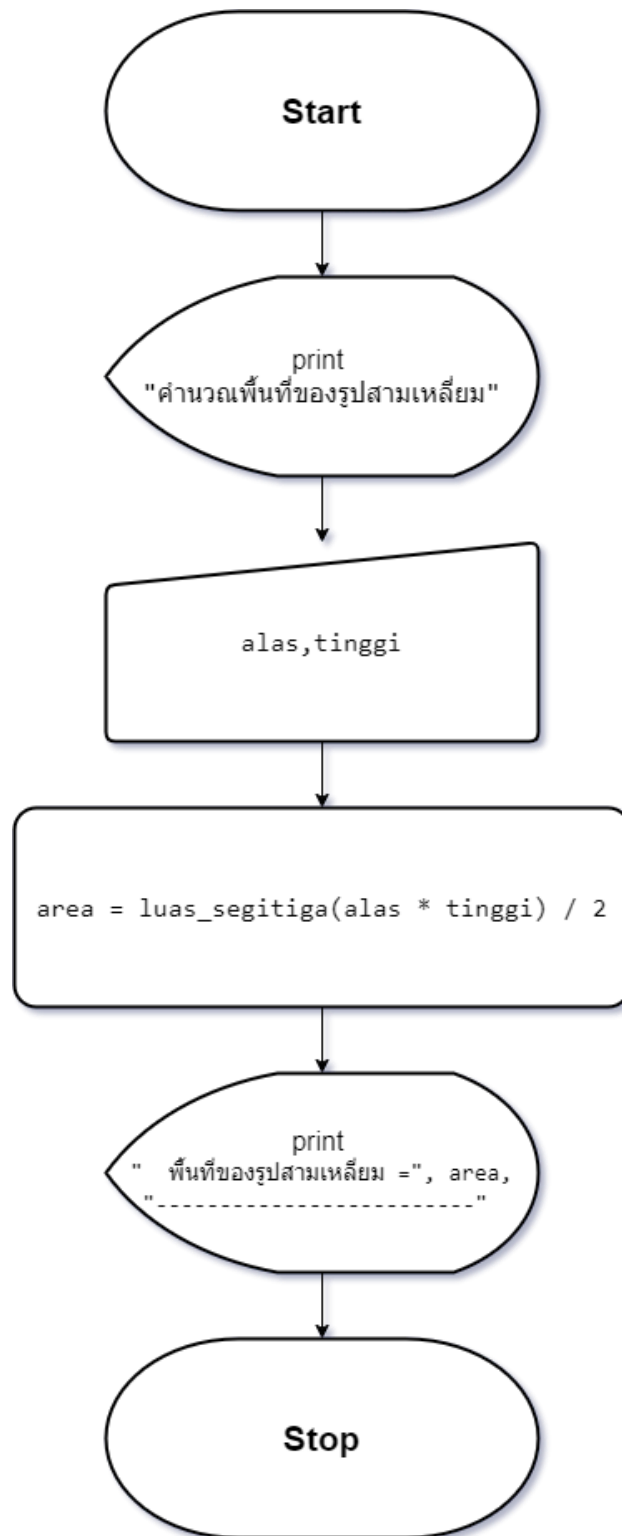 Start
print
"คำนวณพื้นที่ของรูปสามเหลี่ยม"
alas,tinggi
area = luas_segitiga(alas * tinggi) / 2
print
"  พื้นที่ของรูปสามเหลี่ยม =", area,
"-------------------------"
Stop